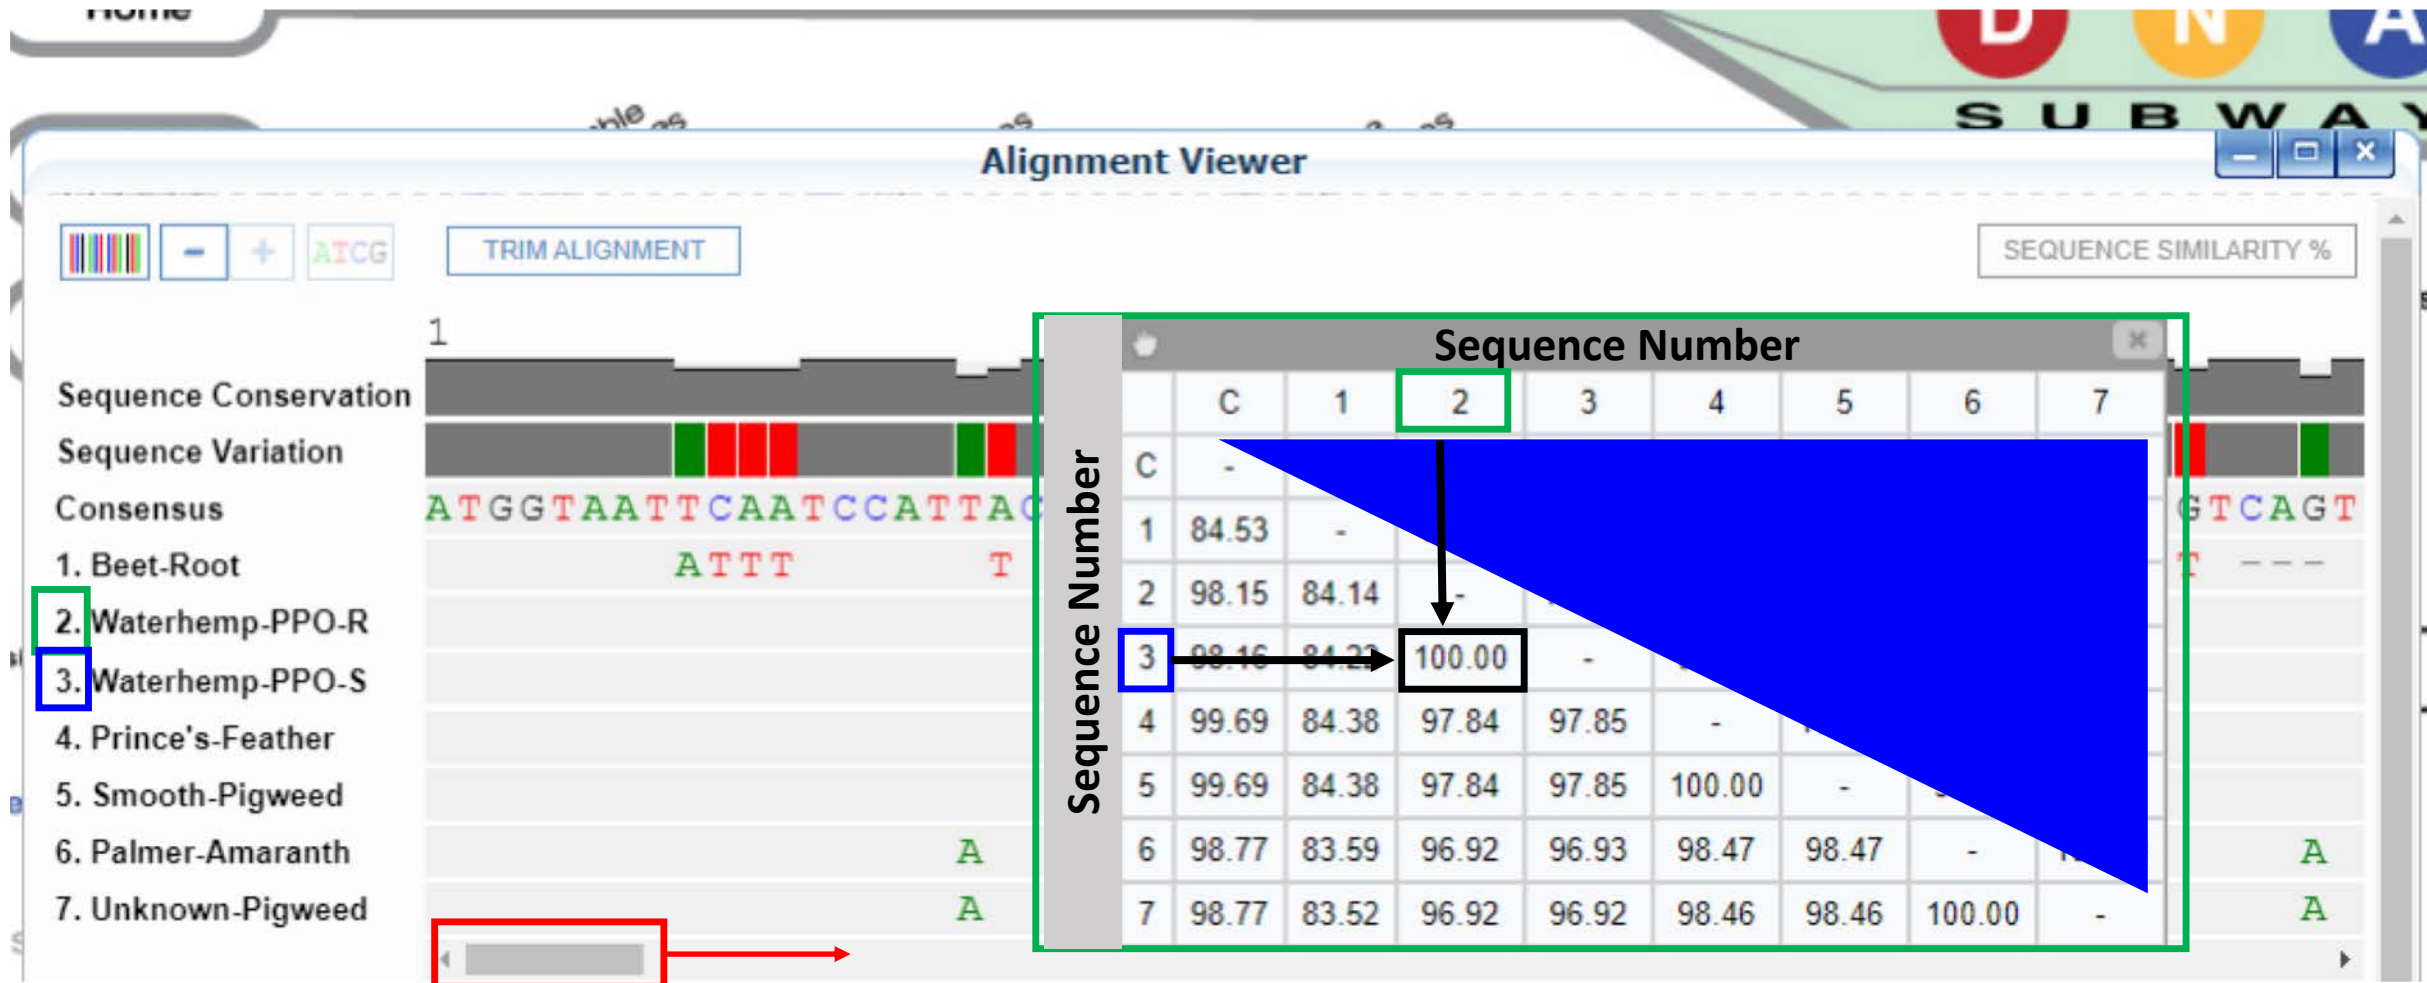 Home
D N A
SUBWAY
Alignment Viewer
- + ATCG
TRIM ALIGNMENT
SEQUENCE SIMILARITY %
1
Sequence Conservation
Sequence Variation
Consensus ATGGTAATTCAATCCATTAC GTCAGT
1. Beet-Root ATTT T T ---
2. Waterhemp-PPO-R
3. Waterhemp-PPO-S
4. Prince's-Feather
5. Smooth-Pigweed
6. Palmer-Amaranth A A
7. Unknown-Pigweed A A
Sequence Number
Sequence Number
C 1 2 3 4 5 6 7
C -
1 84.53 -
2 98.15 84.14 -
3 98.16 84.23 100.00 -
4 99.69 84.38 97.84 97.85 -
5 99.69 84.38 97.84 97.85 100.00 -
6 98.77 83.59 96.92 96.93 98.47 98.47 -
7 98.77 83.52 96.92 96.92 98.46 98.46 100.00 -